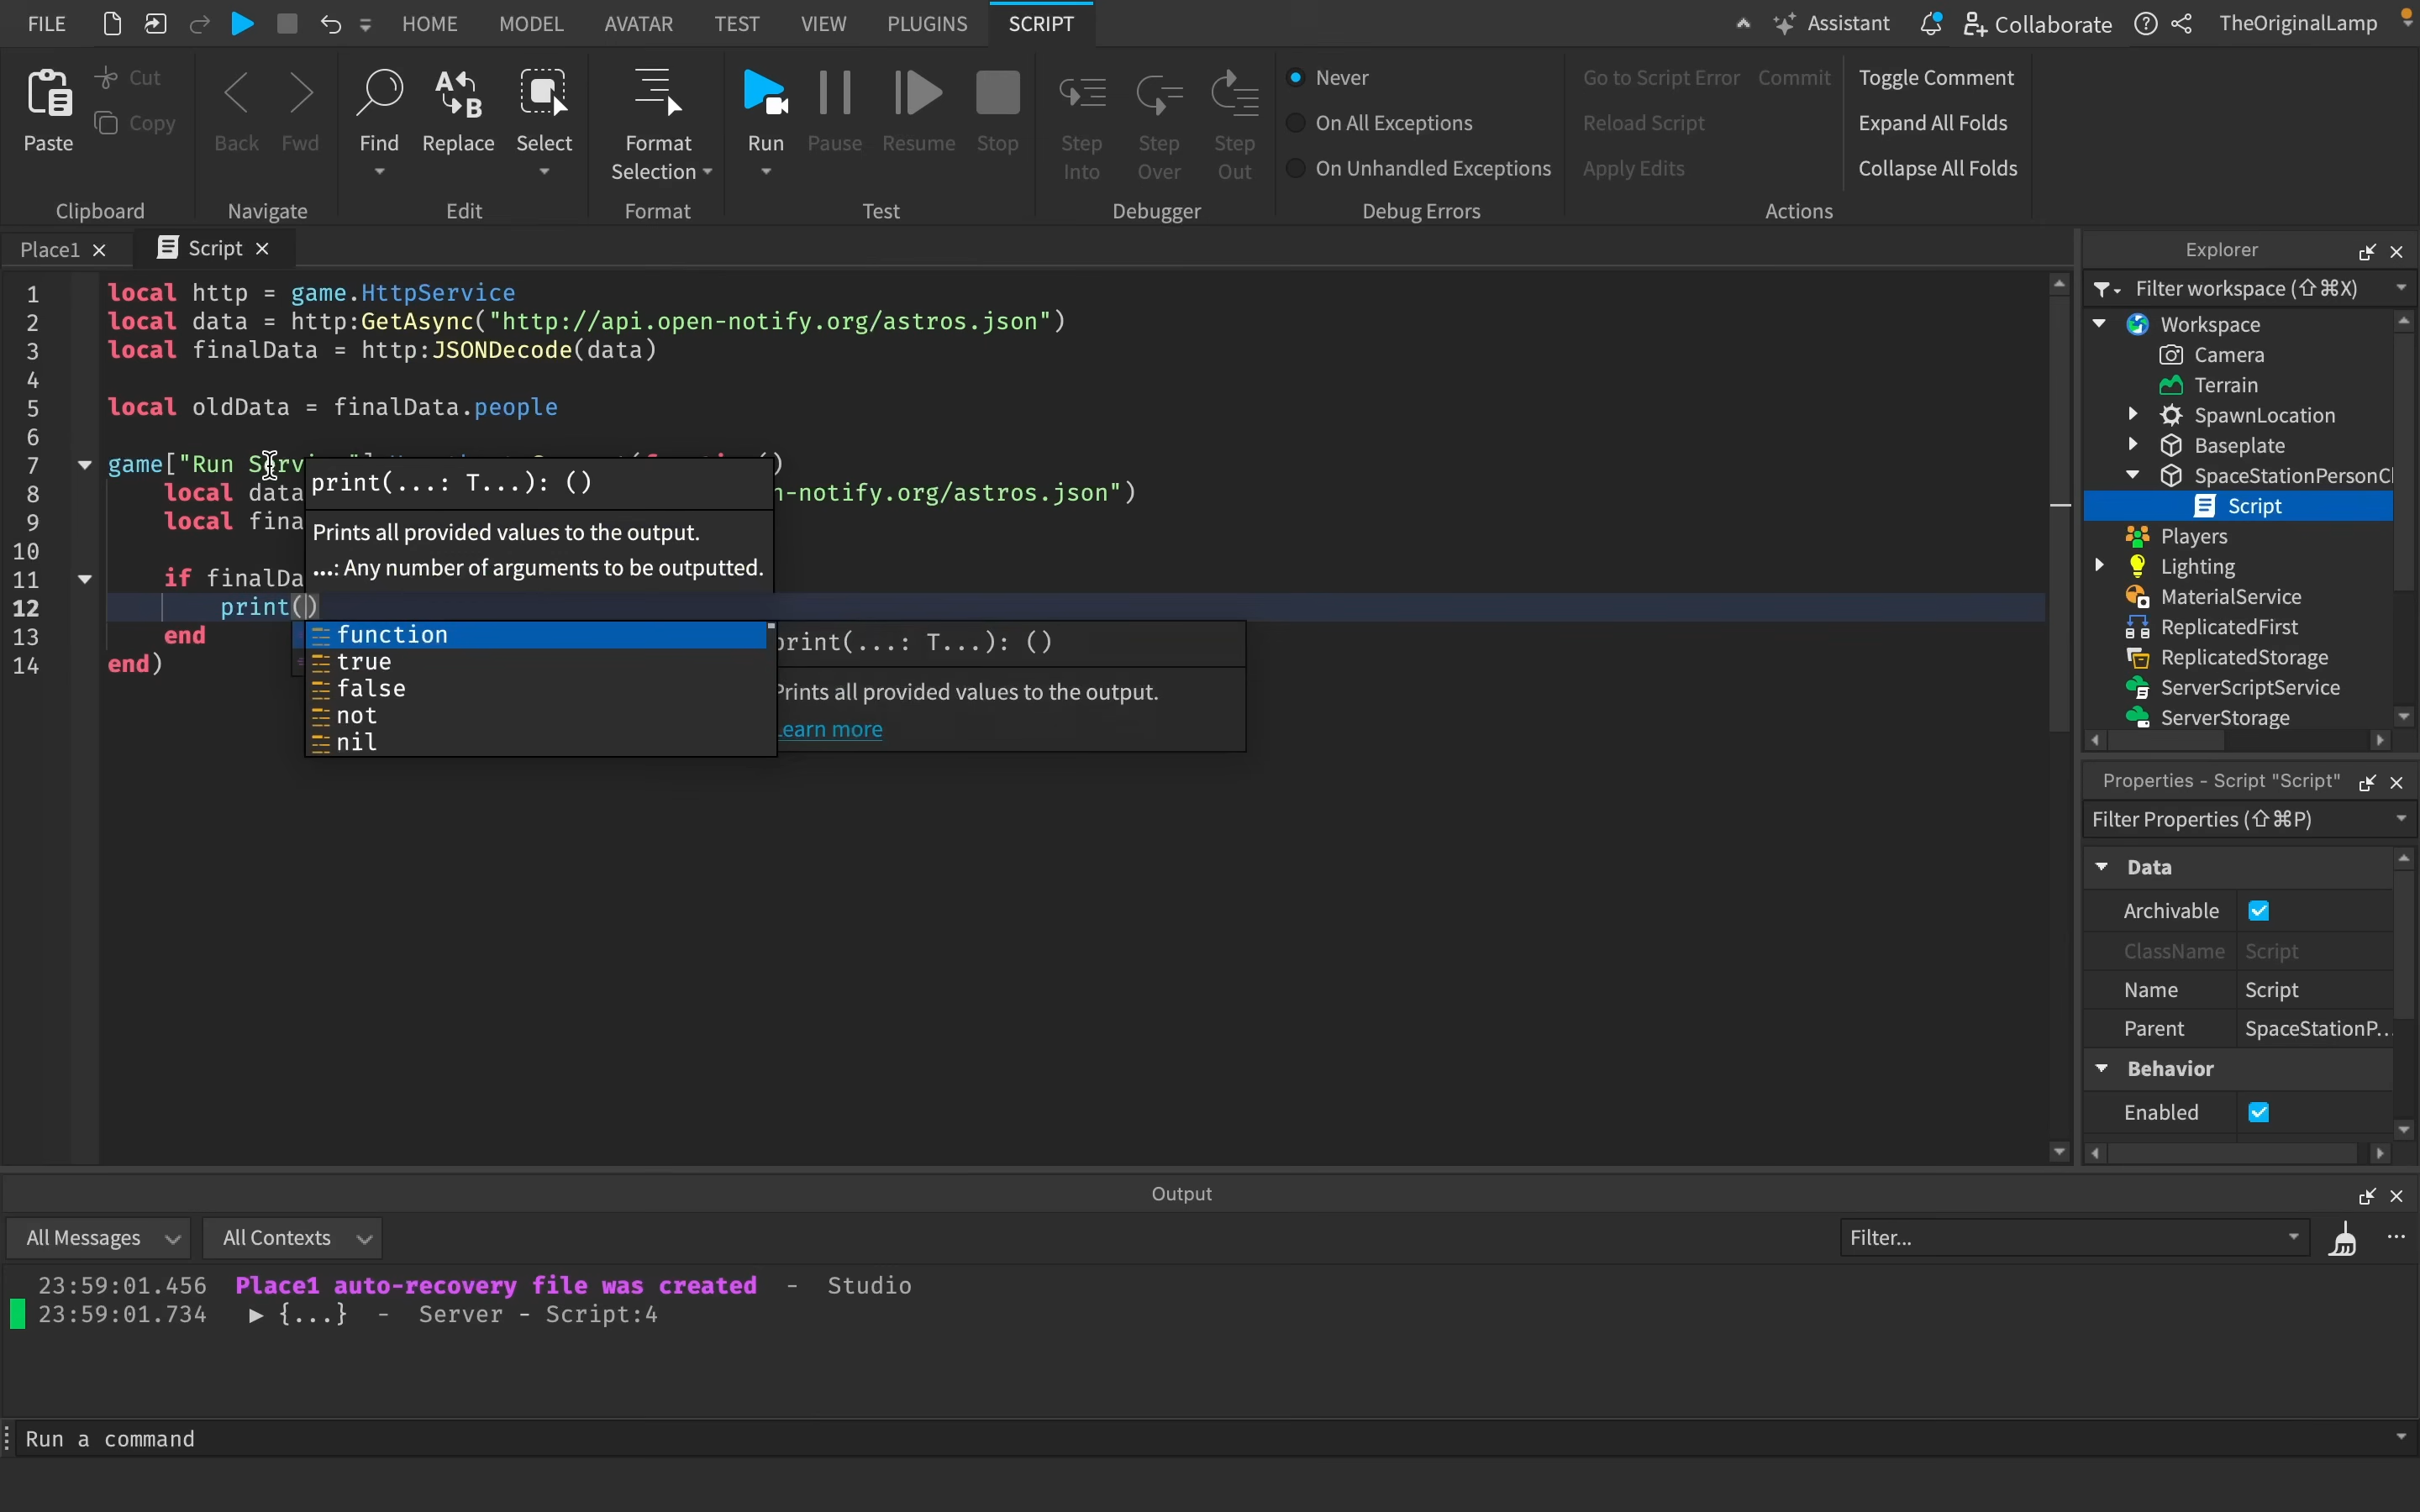 FILE HOME MODEL AVATAR TEST VIEW PLUGINS SCRIPT Assistant Collaborate TheOriginalLamp
Paste Cut Copy Back Fwd Find Replace Select Format Selection Run Pause Resume Stop Step Into Step Over Step Out
Never
On All Exceptions
On Unhandled Exceptions
Go to Script Error Commit
Reload Script
Apply Edits
Toggle Comment
Expand All Folds
Collapse All Folds
Clipboard Navigate Edit Format Test Debugger Debug Errors Actions
Place1 Script
1 local http = game.HttpService
2 local data = http:GetAsync("http://api.open-notify.org/astros.json")
3 local finalData = http:JSONDecode(data)
4
5 local oldData = finalData.people
6
7 game["Run Serv ()
8 local data -notify.org/astros.json")
9 local fina
10
11 if finalDa
12 print()
13 end
14 end)
print(...: T...): ()
Prints all provided values to the output.
...: Any number of arguments to be outputted.
function
true
false
not
nil
print(...: T...): ()
Prints all provided values to the output.
Learn more
Explorer
Filter workspace (⇧⌘X)
Workspace
Camera
Terrain
SpawnLocation
Baseplate
SpaceStationPersonCl
Script
Players
Lighting
MaterialService
ReplicatedFirst
ReplicatedStorage
ServerScriptService
ServerStorage
Properties - Script "Script"
Filter Properties (⇧⌘P)
Data
Archivable
ClassName Script
Name Script
Parent SpaceStationP...
Behavior
Enabled
Output
All Messages All Contexts Filter... ...
23:59:01.456 Place1 auto-recovery file was created - Studio
23:59:01.734 ▶ {...} - Server - Script:4
Run a command